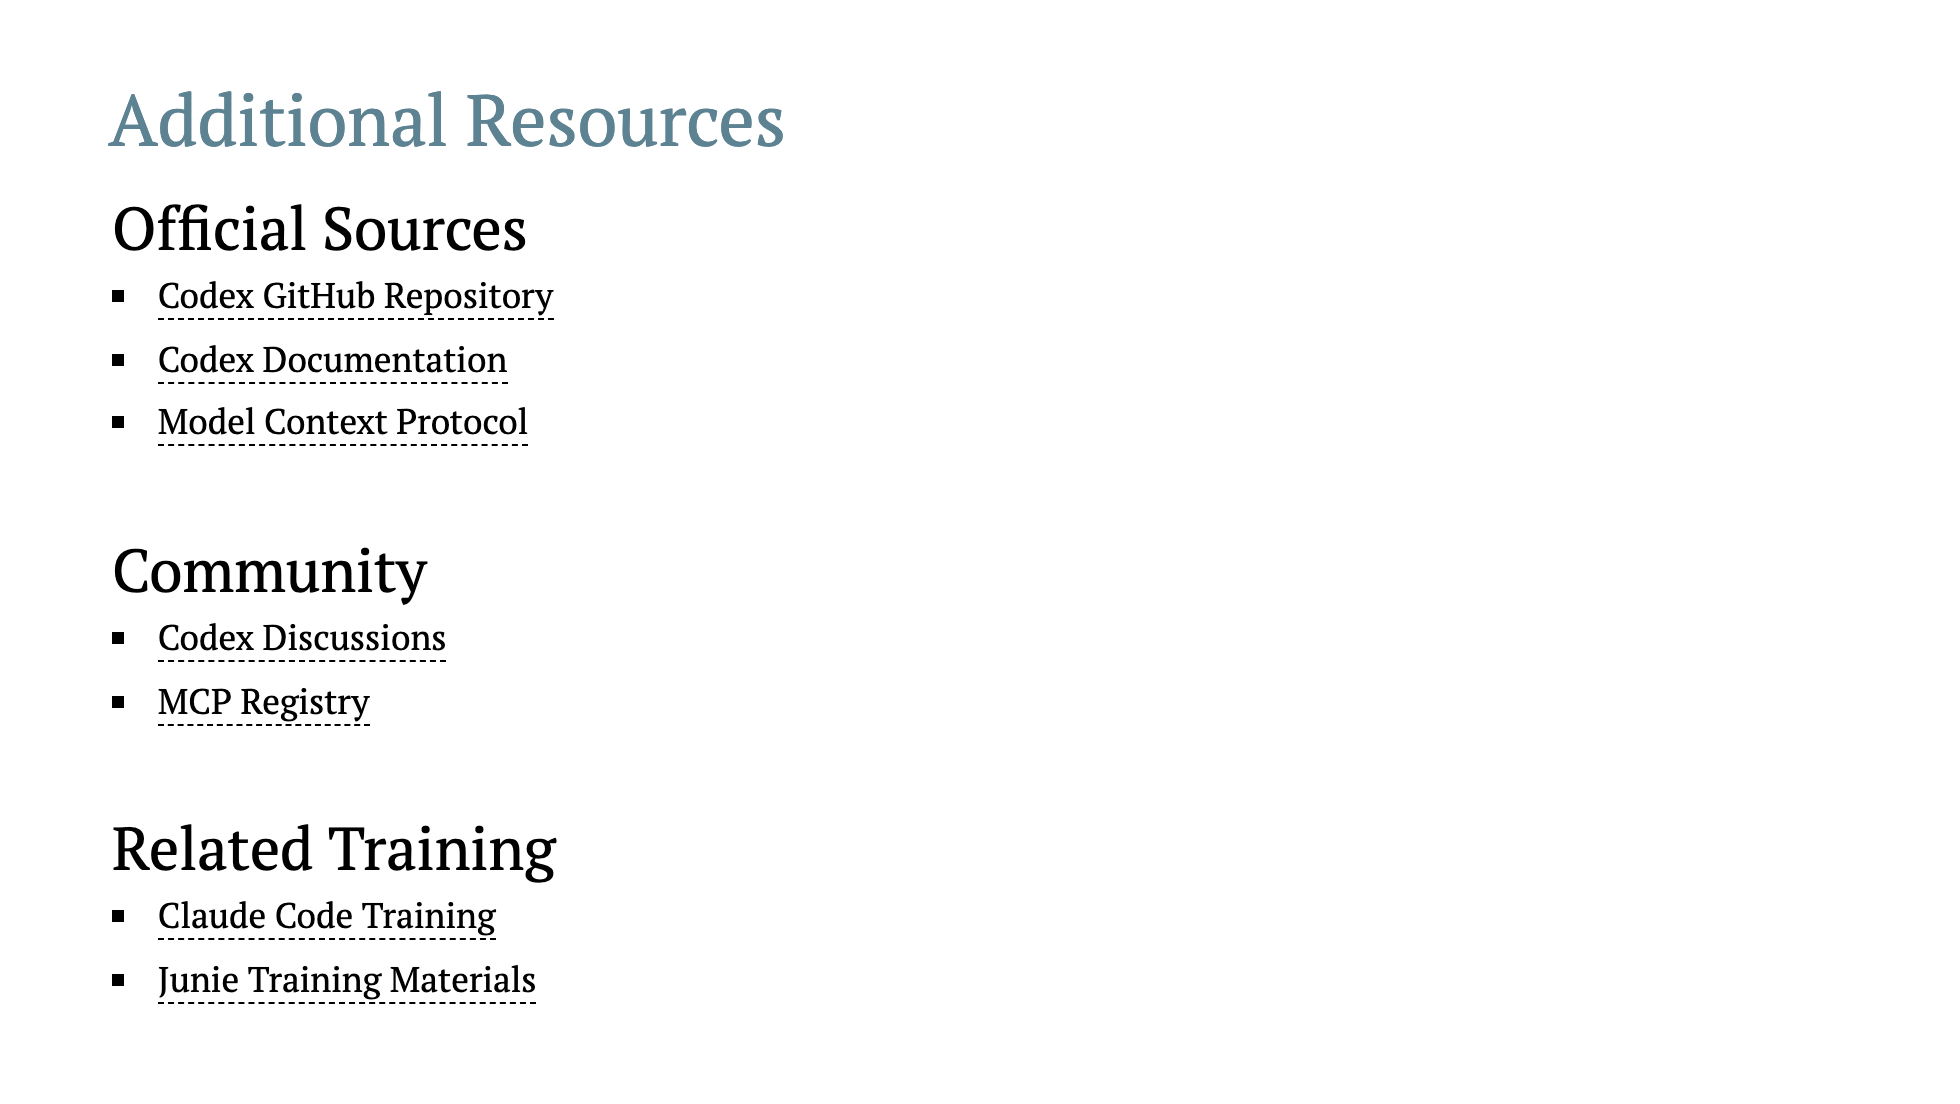 Additional Resources
Official Sources
Codex GitHub Repository
Codex Documentation
Model Context Protocol
Community
Codex Discussions
MCP Registry
Related Training
Claude Code Training
Junie Training Materials